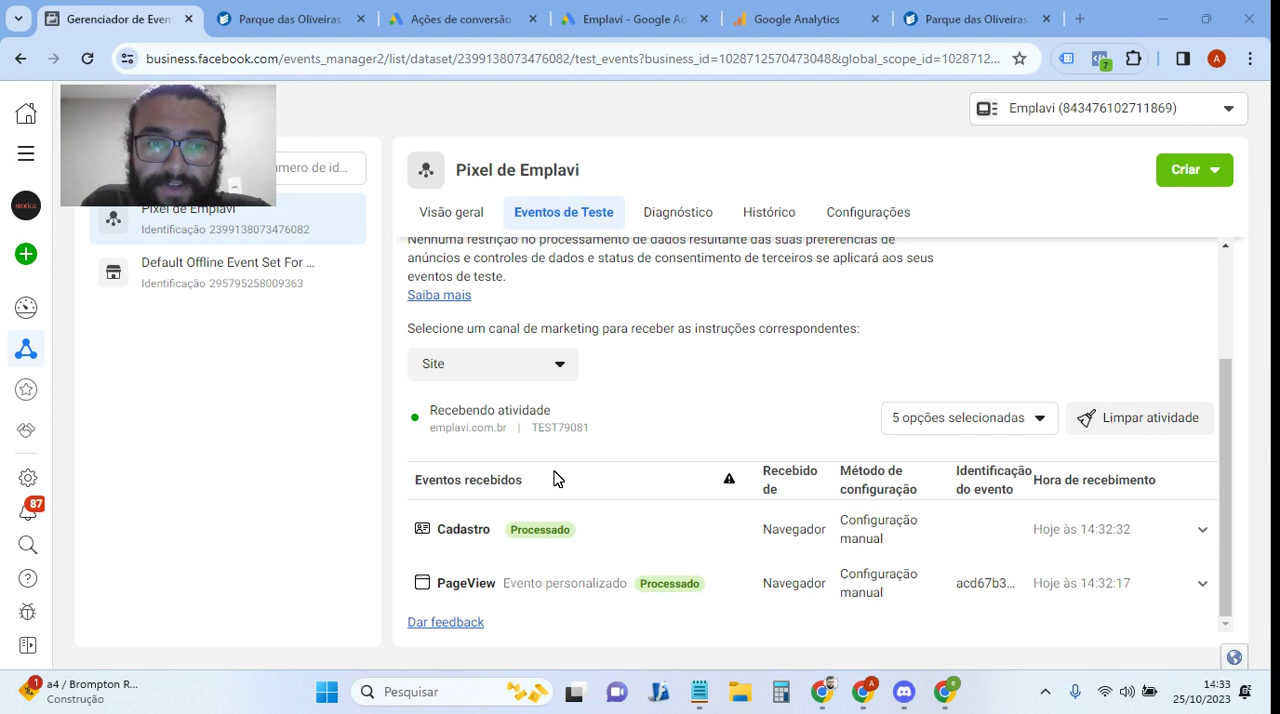 Gerenciador de Even
Parque das Oliveiras
Ações de conversão
Emplavi - Google Ad
Google Analytics
Parque das Oliveiras
business.facebook.com/events_manager2/list/dataset/2399138073476082/test_events?business_id=1028712570473048&global_scope_id=1028712...
7
A
Emplavi (843476102711869)
úmero de id...
Pixel de Emplavi
Identificação 2399138073476082
Default Offline Event Set For ...
Identificação 295795258009363
storica
87
Pixel de Emplavi
Criar
Visão geral
Eventos de Teste
Diagnóstico
Histórico
Configurações
Nenhuma restrição no processamento de dados resultante das suas preferências de
anúncios e controles de dados e status de consentimento de terceiros se aplicará aos seus
eventos de teste.
Saiba mais
Selecione um canal de marketing para receber as instruções correspondentes:
Site
Recebendo atividade
emplavi.com.br | TEST79081
5 opções selecionadas
Limpar atividade
Eventos recebidos
Recebido
de
Método de
configuração
Identificação
do evento
Hora de recebimento
Cadastro Processado
Navegador
Configuração
manual
Hoje às 14:32:32
PageView Evento personalizado Processado
Navegador
Configuração
manual
acd67b3...
Hoje às 14:32:17
Dar feedback
1
a4 / Brompton R...
Construção
Pesquisar
A
e
14:33
25/10/2023